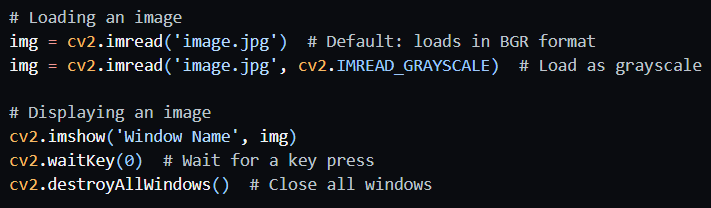 # Loading an image
img = cv2.imread('image.jpg')  # Default: loads in BGR format
img = cv2.imread('image.jpg', cv2.IMREAD_GRAYSCALE)  # Load as grayscale
# Displaying an image
cv2.imshow('Window Name', img)
cv2.waitKey(0)  # Wait for a key press
cv2.destroyAllWindows()  # Close all windows